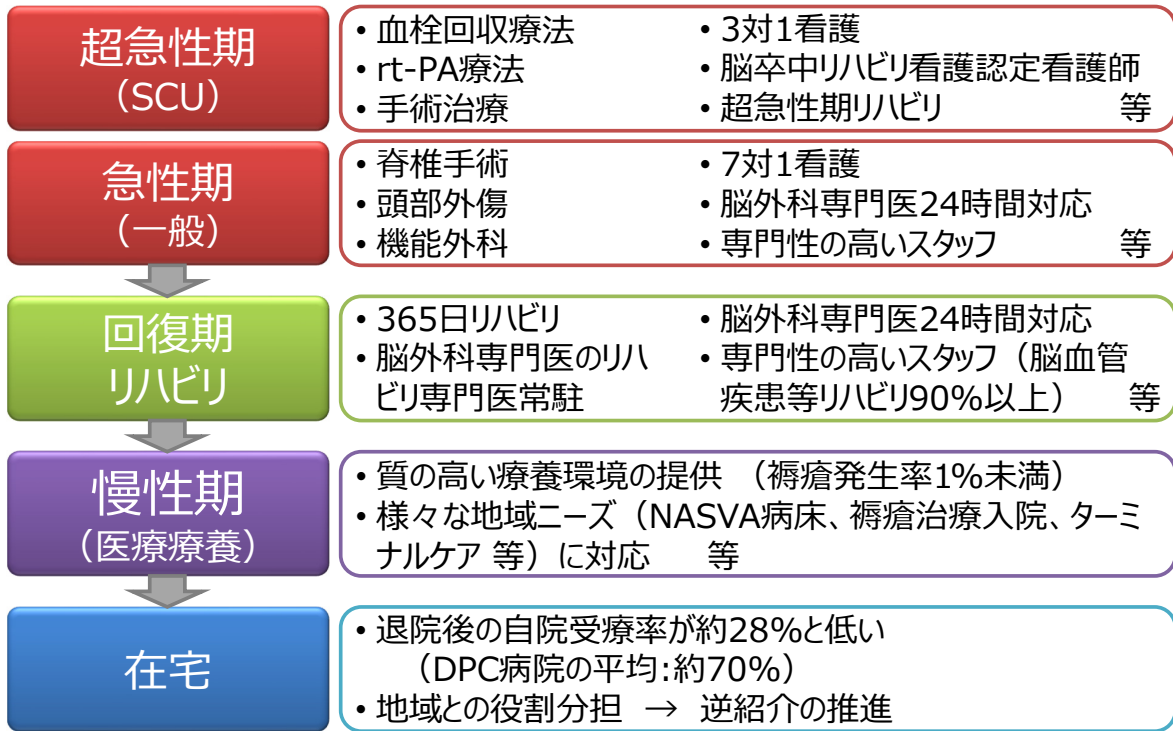 超急性期
（SCU）
• 血栓回収療法
• rt-PA療法
• 手術治療
• 3対1看護
• 脳卒中リハビリ看護認定看護師
• 超急性期リハビリ 等
急性期
（一般）
• 脊椎手術
• 頭部外傷
• 機能外科
• 7対1看護
• 脳外科専門医24時間対応
• 専門性の高いスタッフ 等
回復期
リハビリ
• 365日リハビリ
• 脳外科専門医のリハ
ビリ専門医常駐
• 脳外科専門医24時間対応
• 専門性の高いスタッフ（脳血管
疾患等リハビリ90%以上） 等
慢性期
（医療療養）
• 質の高い療養環境の提供 （褥瘡発生率1%未満）
• 様々な地域ニーズ（NASVA病床、褥瘡治療入院、ターミ
ナルケア 等）に対応 等
在宅
• 退院後の自院受療率が約28%と低い
（DPC病院の平均：約70%）
• 地域との役割分担 → 逆紹介の推進